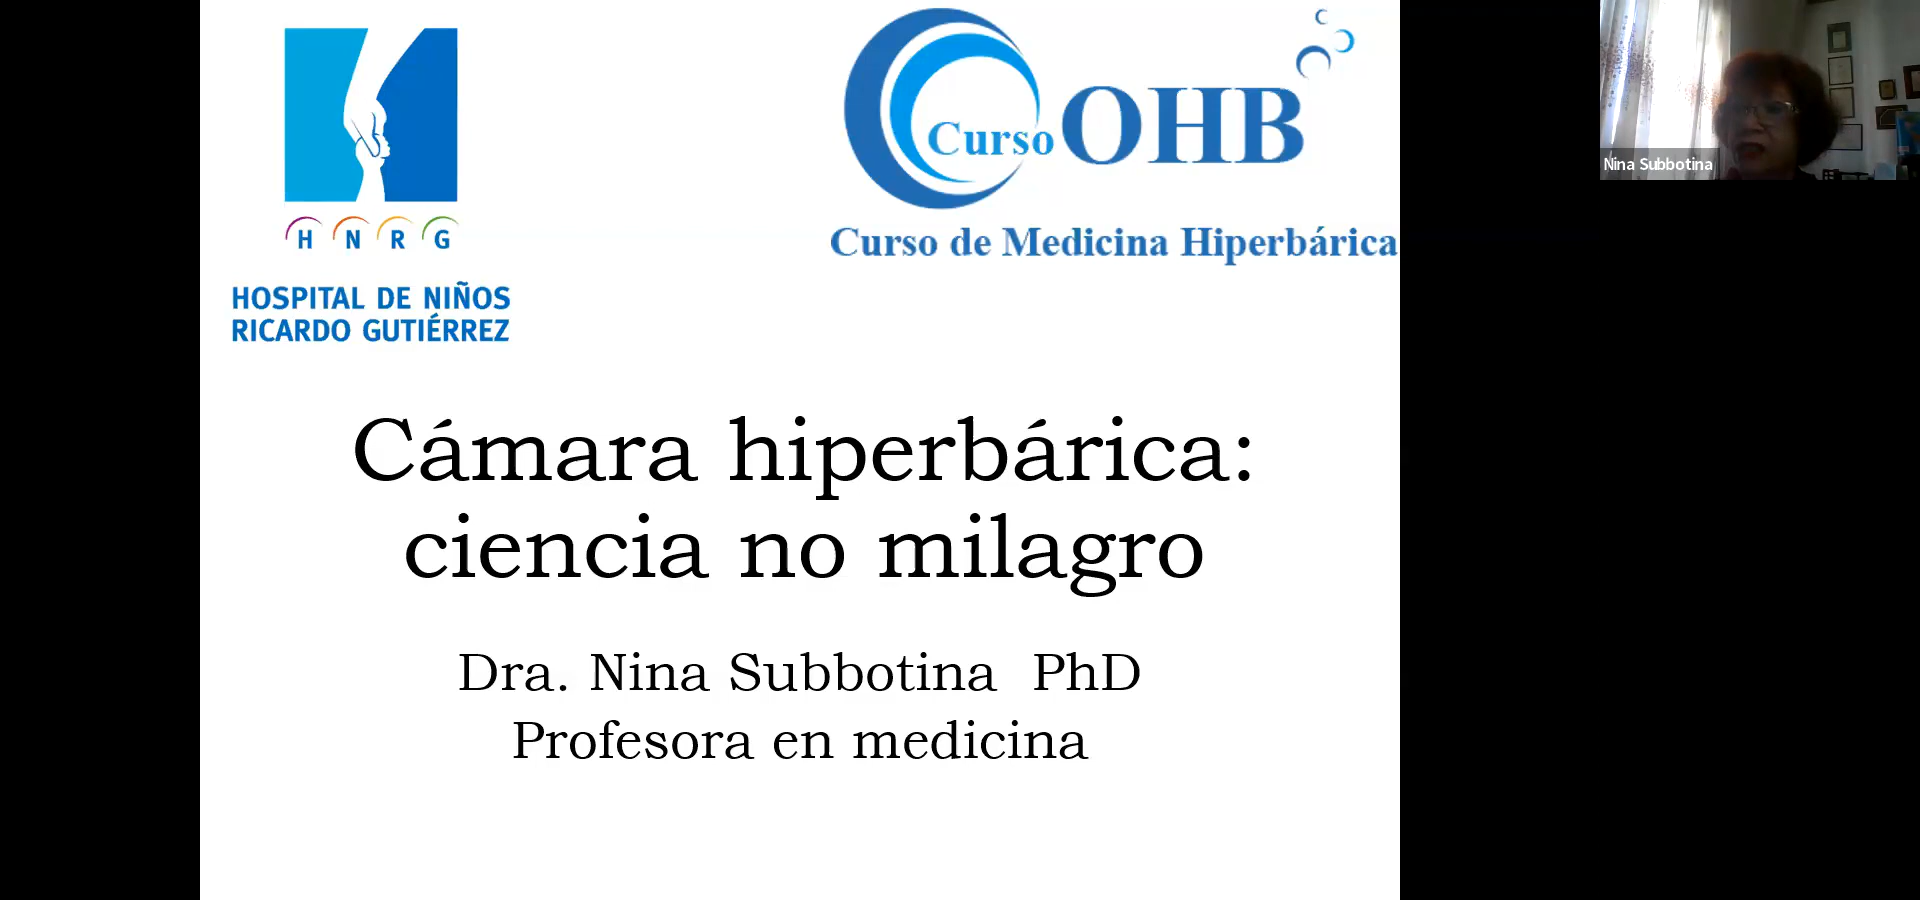 H N R G
HOSPITAL DE NIÑOS
RICARDO GUTIÉRREZ
Curso OHB
Curso de Medicina Hiperbárica
Nina Subbotina
Cámara hiperbárica:
ciencia no milagro
Dra. Nina Subbotina PhD
Profesora en medicina